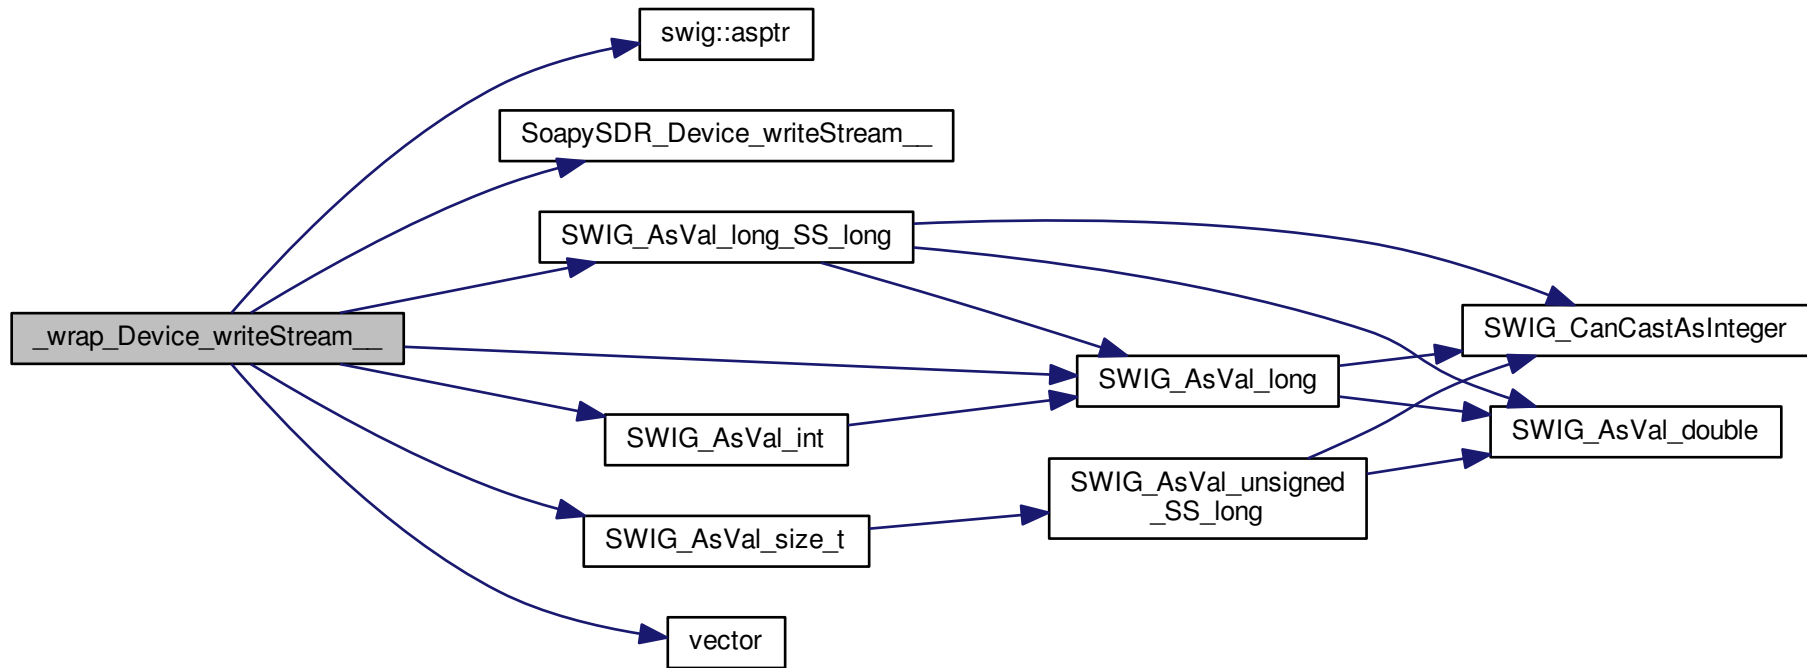 swig::asptr
SoapySDR_Device_writeStream__
SWIG_AsVal_long_SS_long
_wrap_Device_writeStream__
SWIG_CanCastAsInteger
SWIG_AsVal_long
SWIG_AsVal_int
SWIG_AsVal_double
SWIG_AsVal_unsigned
_SS_long
SWIG_AsVal_size_t
vector